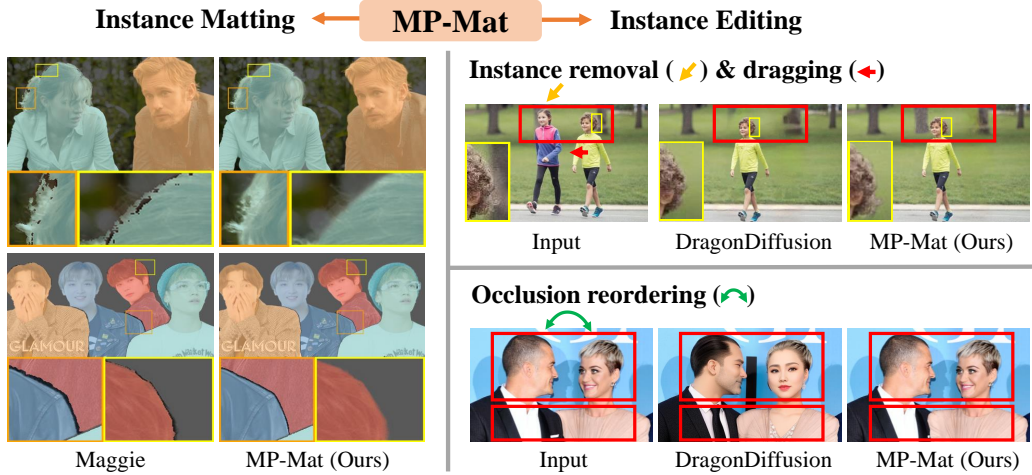 Instance Matting
MP-Mat
Instance Editing
Instance removal ( ) & dragging ( )
Input
DragonDiffusion
MP-Mat (Ours)
GLAMOUR
GLAMOUR
Occlusion reordering ( )
Maggie
MP-Mat (Ours)
Input
DragonDiffusion
MP-Mat (Ours)